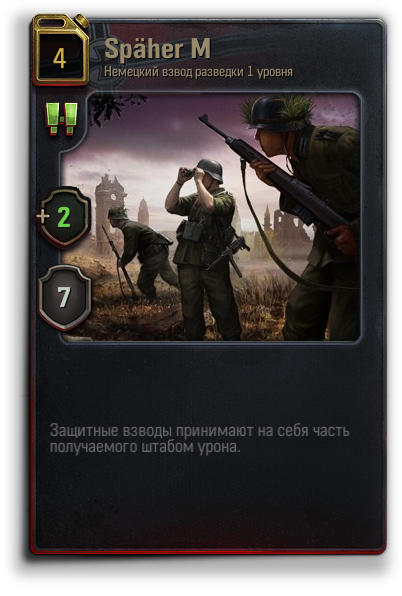 4
Späher M
Немецкий взвод разведки 1 уровня
+2
7
Защитные взводы принимают на себя часть
получаемого штабом урона.